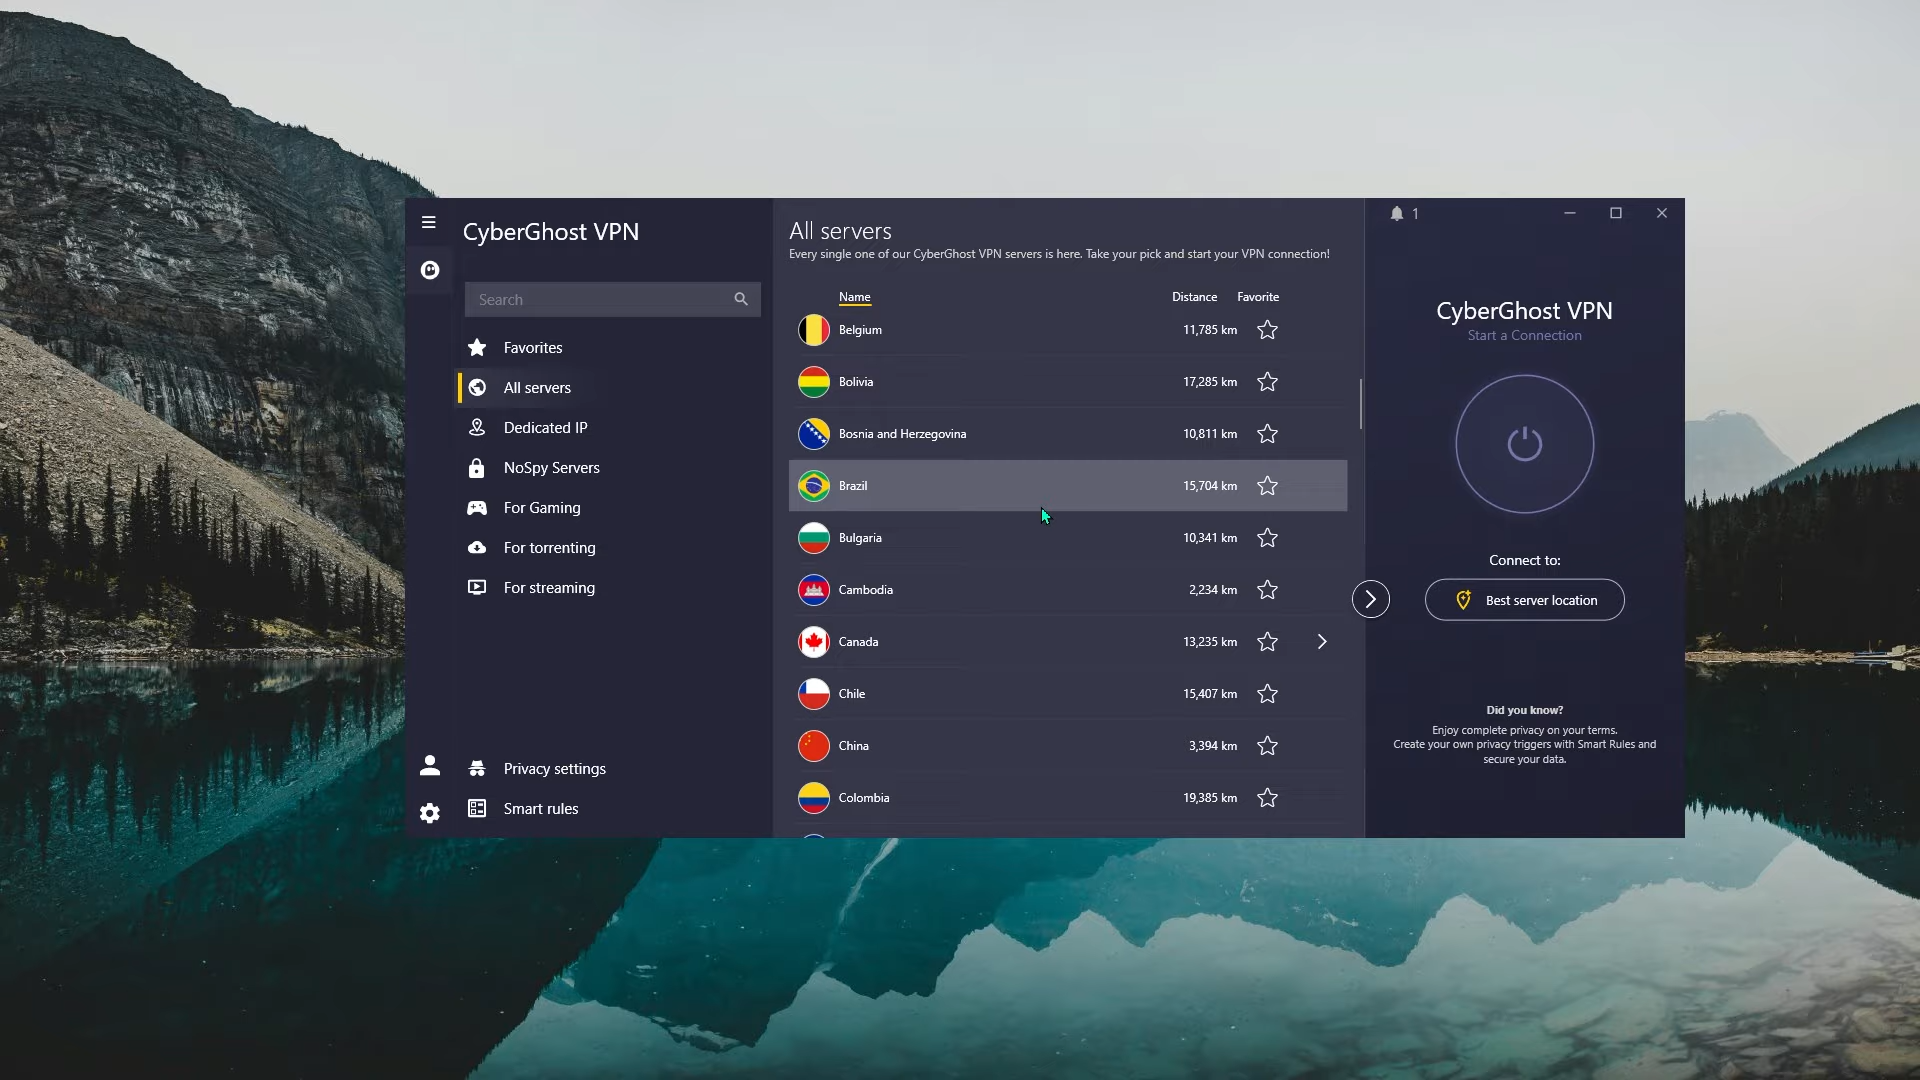 CyberGhost VPN
Search
Favorites
All servers
Dedicated IP
NoSpy Servers
For Gaming
For torrenting
For streaming
Privacy settings
Smart rules
All servers
Every single one of our CyberGhost VPN servers is here. Take your pick and start your VPN connection!
Name Distance Favorite
Belgium 11,785 km
Bolivia 17,285 km
Bosnia and Herzegovina 10,811 km
Brazil 15,704 km
Bulgaria 10,341 km
Cambodia 2,234 km
Canada 13,235 km
Chile 15,407 km
China 3,394 km
Colombia 19,385 km
1
CyberGhost VPN
Start a Connection
Connect to:
Best server location
Did you know?
Enjoy complete privacy on your terms.
Create your own privacy triggers with Smart Rules and
secure your data.